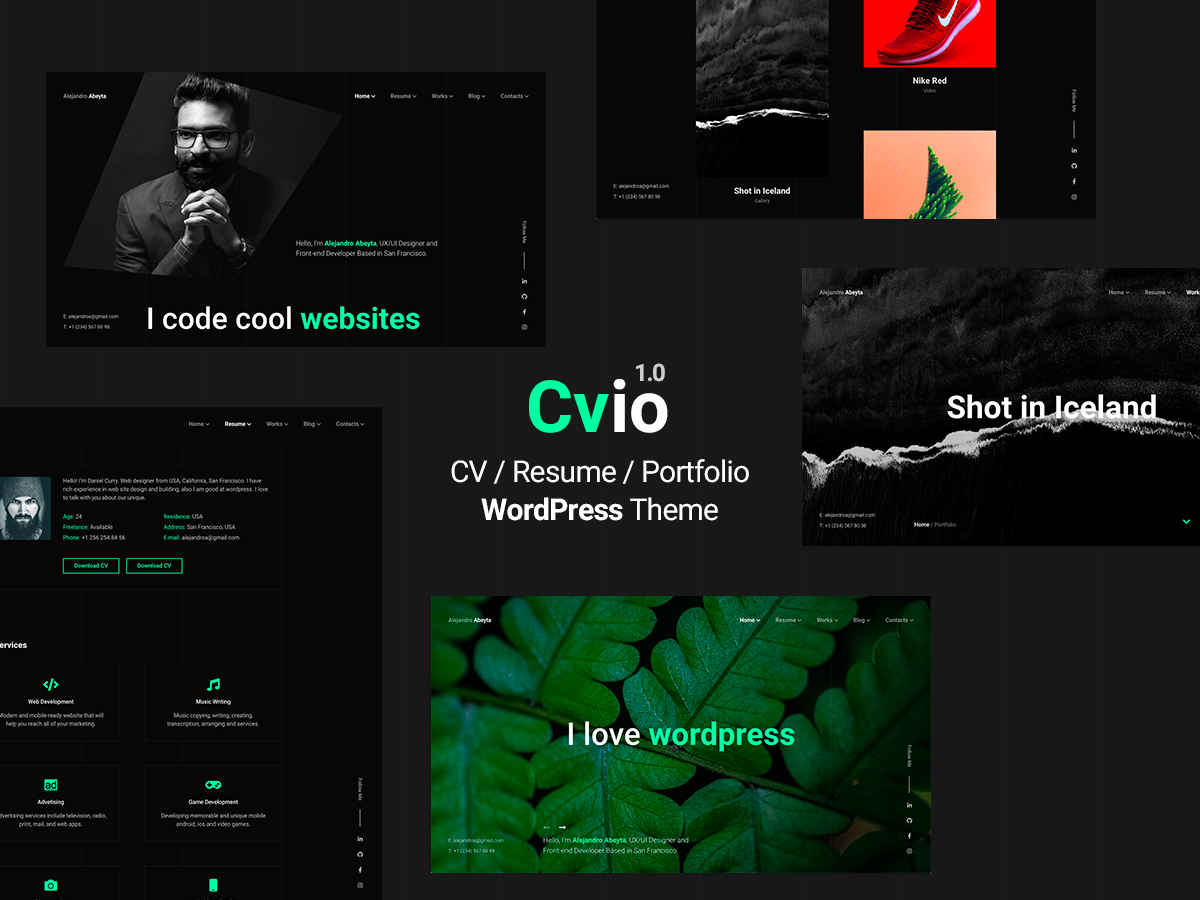 Alejandro Abeyta
Home Resume Works Blog Contacts
Follow Me
Hello, I'm Alejandro Abeyta, UX/UI Designer and
Front-end Developer Based in San Francisco.
E: alejandroa@gmail.com
T: +1 (234) 567 80 98
I code cool websites
Nike Red
Video
Follow Me
Shot in Iceland
Gallery
E: alejandroa@gmail.com
T: +1 (234) 567 80 98
Alejandro Abeyta
Home Resume Works
Shot in Iceland
E: alejandroa@gmail.com
T: +1 (234) 567 80 98
Home / Portfolio
Cvio 1.0
CV / Resume / Portfolio
WordPress Theme
Home Resume Works Blog Contacts
Hello! I'm Daniel Curry. Web designer from USA, California, San Francisco. I have
rich experience in web site design and building, also I am good at wordpress. I love
to talk with you about our unique.
Age: 24
Residence: USA
Freelance: Available
Address: San Francisco, USA
Phone: +1 256 254 84 56
E-mail: alejandroa@gmail.com
Download CV
Download CV
ervices
Web Development
Modern and mobile ready website that will
help you reach all of your marketing.
Music Writing
Music copying, writing, creating,
transcription, arranging and services.
ad
Advetising
dvertising services include television, radio,
print, mail, and web apps.
Game Development
Developing memorable and unique mobile
android, ios and video games.
Follow Me
Alejandro Abeyta
Home Resume Works Blog Contacts
I love wordpress
Follow Me
E: alejandroa@gmail.com
T: +1 (234) 567 80 98
Hello, I'm Alejandro Abeyta, UX/UI Designer and
Front-end Developer Based in San Francisco.